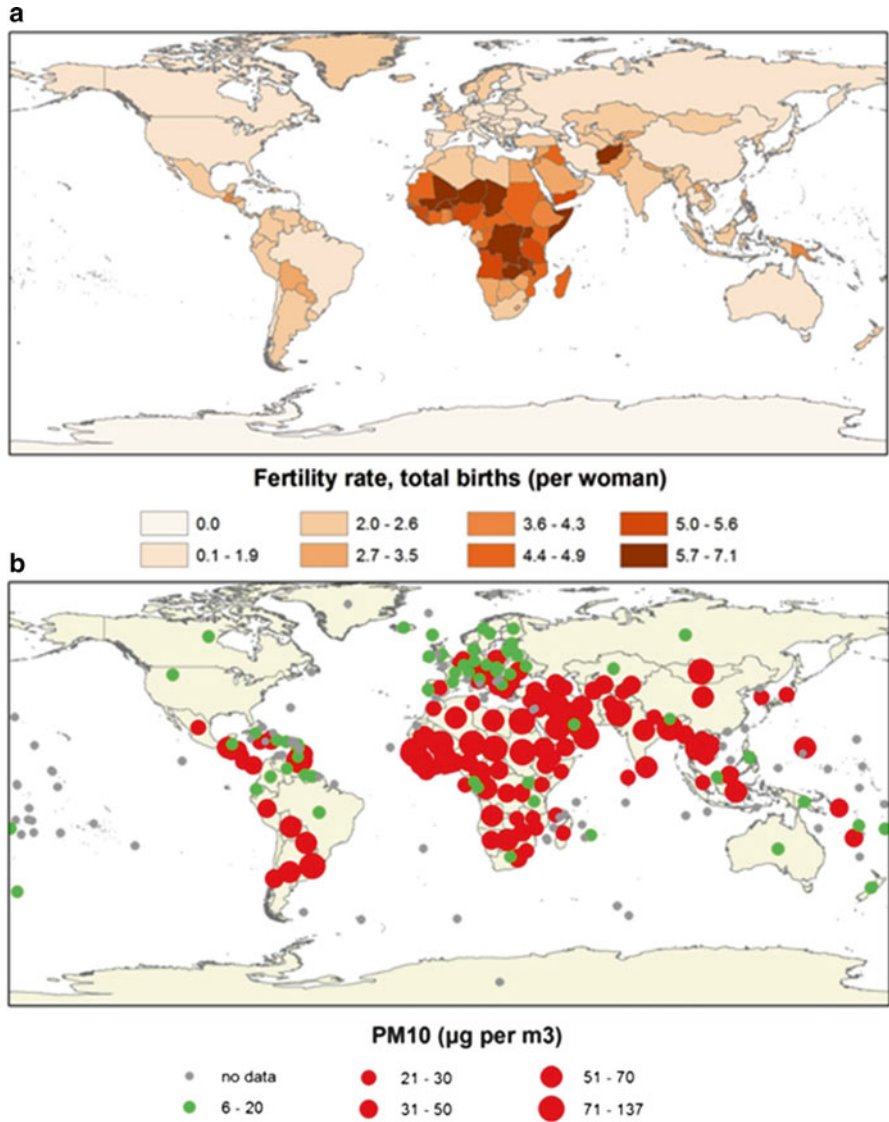 a
Fertility rate, total births (per woman)
0.0 2.0 - 2.6 3.6 - 4.3 5.0 - 5.6
0.1 - 1.9 2.7 - 3.5 4.4 - 4.9 5.7 - 7.1
b
PM10 (µg per m3)
no data 21 - 30 51 - 70
6 - 20 31 - 50 71 - 137